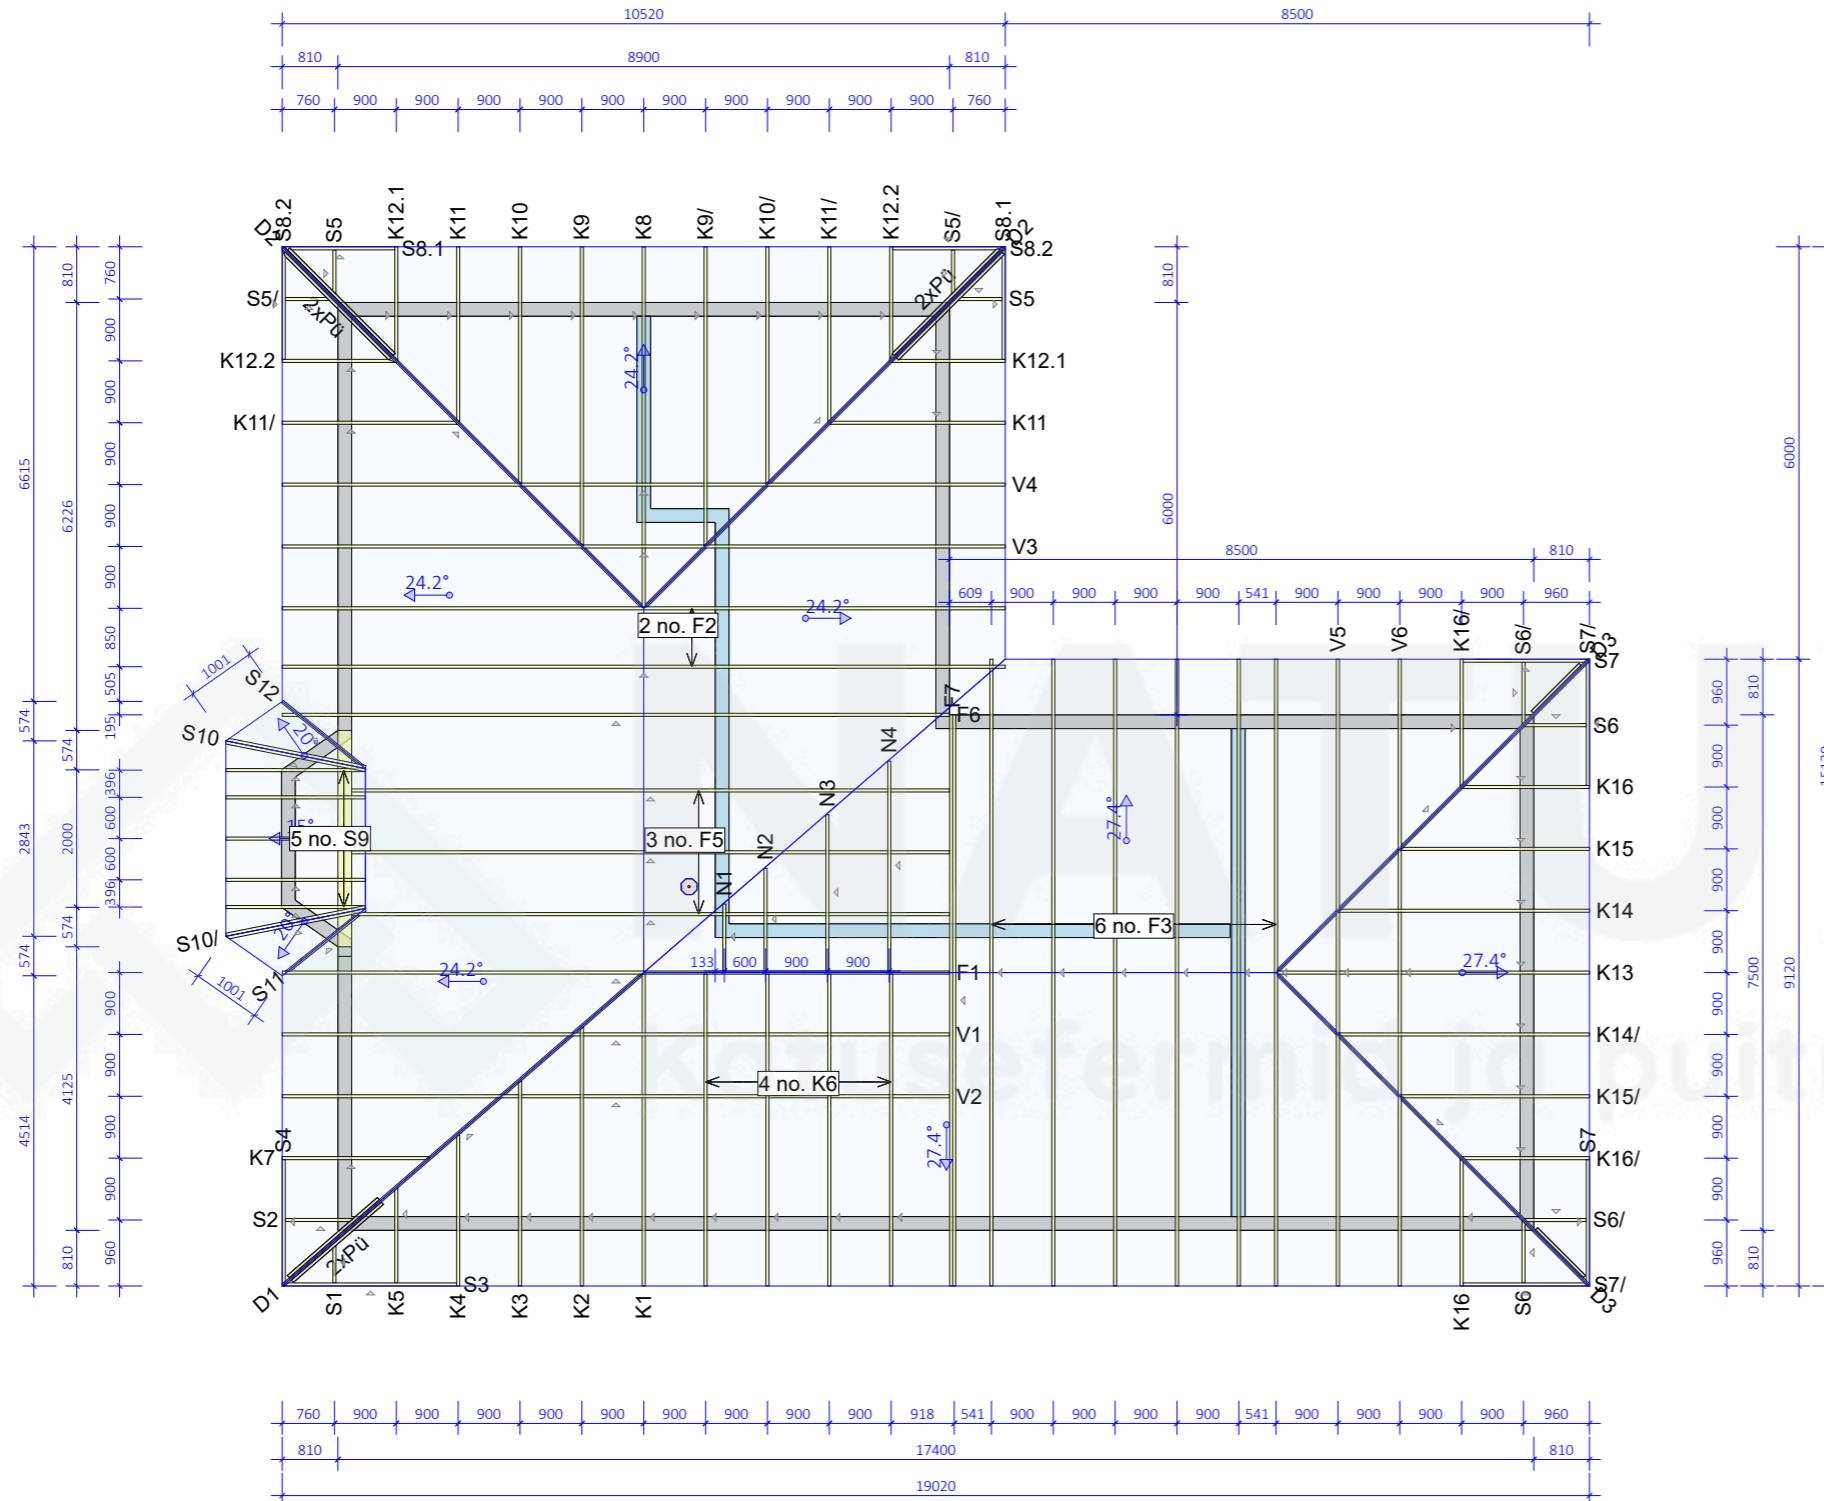 10520 8500
810 8900 810
760 900 900 900 900 900 900 900 900 900 900 760
S8.2 S5 K12.1 K11 K10 K9 K8 K9/ K10/ K11/ K12.2 S5/ S8.1
D2 S8.1 D2 S8.2
S5/ 2xPü 2xPü S5
K12.2 24.2° K12.1
K11/ K11
V4
V3
810 760 900 900 900 900 900 850 505 195
6615 6226
810 6000 6000
8500 810
609 900 900 900 900 541 900 900 900 900 960
24.2° 24.2°
2 no. F2
V5 V6 K16/ S6/ S7/ D3
S7
1001 S12
S10 20° F7
F6 S6
574 574 396 600 600 396 574 574
2843 2000
N4 K16
N3 27.4°
15° 5 no. S9 3 no. F5 K15
N2
N1 K14
S10/ 20° 6 no. F3
S11 24.2° 133 600 900 900 F1 27.4° K13
1001
V1 K14/
4 no. K6
V2 K15/
27.4°
K7 S4 S7 K16/
S2 S6/
2xPü
D1 S3 S7/
S1 K5 K4 K3 K2 K1 K16 S6 D3
4514 4125 810 900 900 900 900 960
960 900 900 900 900 900 900 900 960
810 7500 810
9120
NATU
Katusefermid ja puit
760 900 900 900 900 900 900 900 900 900 918 541 900 900 900 900 541 900 900 900 900 960
810 17400 810
19020